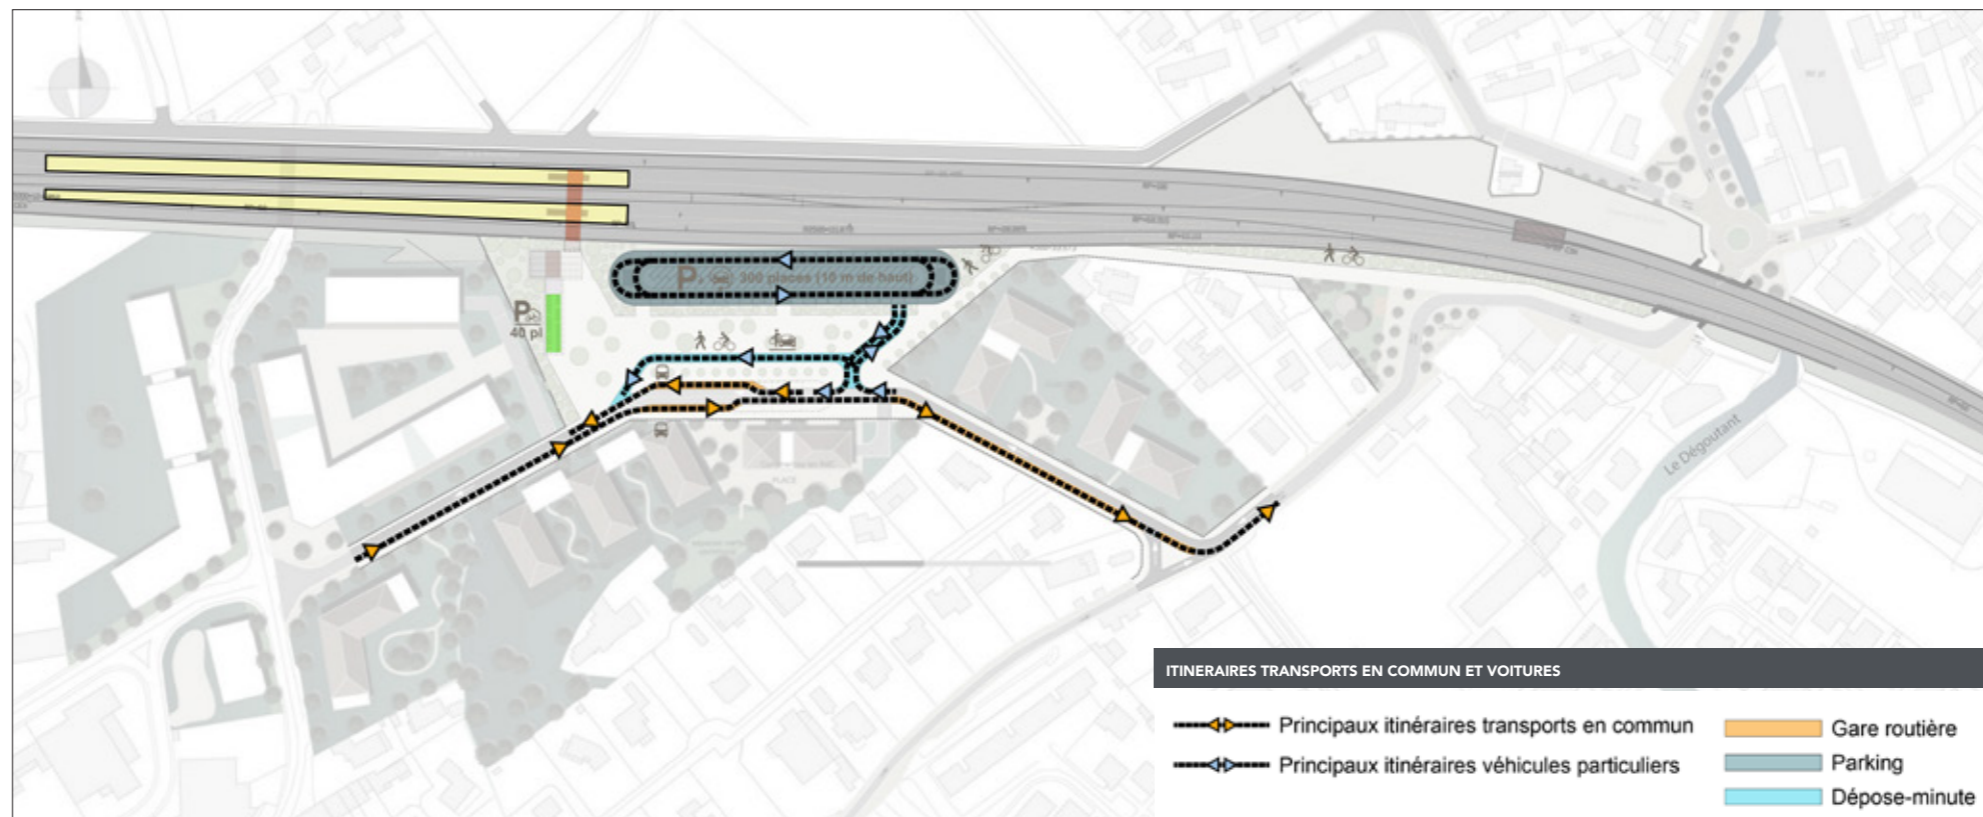 P 300 places (10 m de haut)
P
40 pl
PLACE
Le Dégoutant
ITINERAIRES TRANSPORTS EN COMMUN ET VOITURES
Principaux itinéraires transports en commun
Principaux itinéraires véhicules particuliers
Gare routière
Parking
Dépose-minute